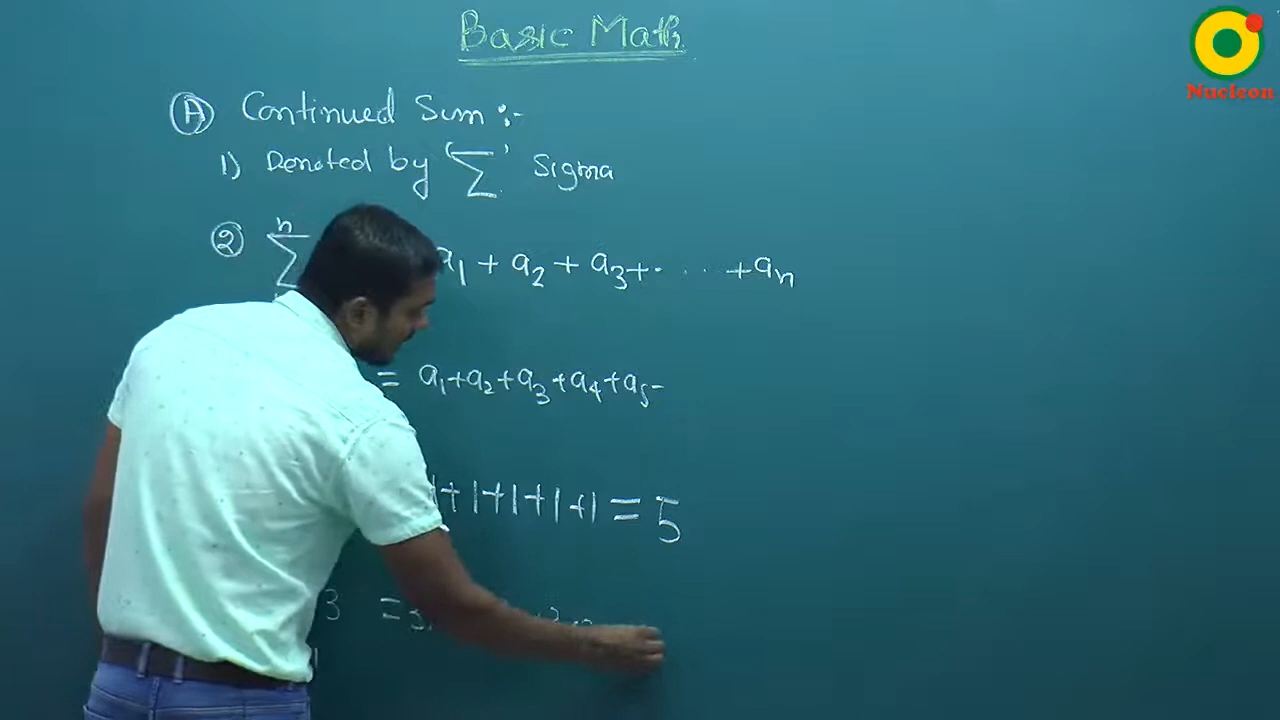 Basic Math
Nucleon
Ⓐ Continued Sum :-
1) Denoted by '∑' Sigma
② n ∑ a1 + a2 + a3 + . . . . + an
= a1 + a2 + a3 + a4 + a5
1 + 1 + 1 + 1 + 1 = 5
3 = 3